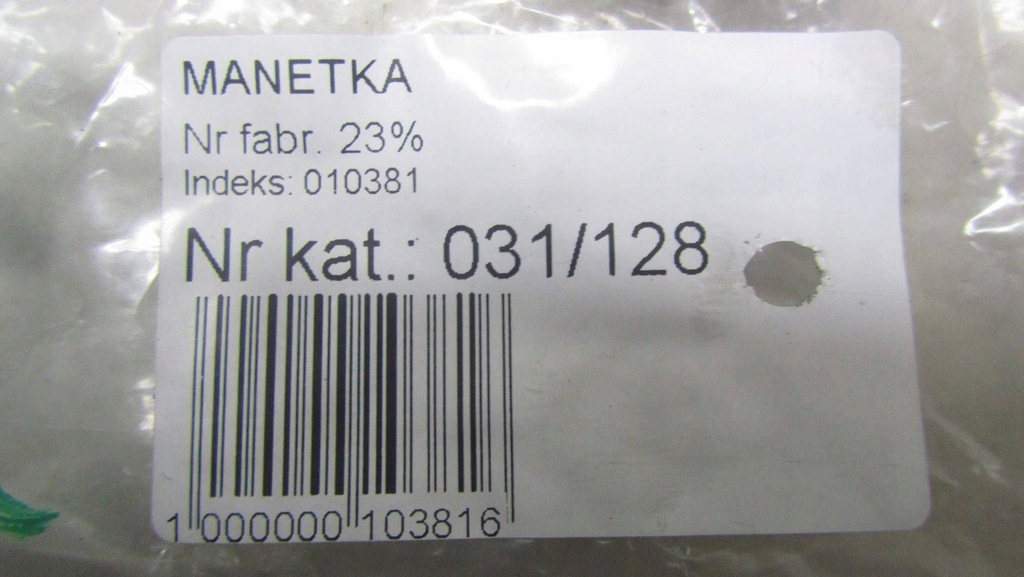 MANETKA
Nr fabr. 23%
Indeks: 010381
Nr kat.: 031/128
1 000000 103816